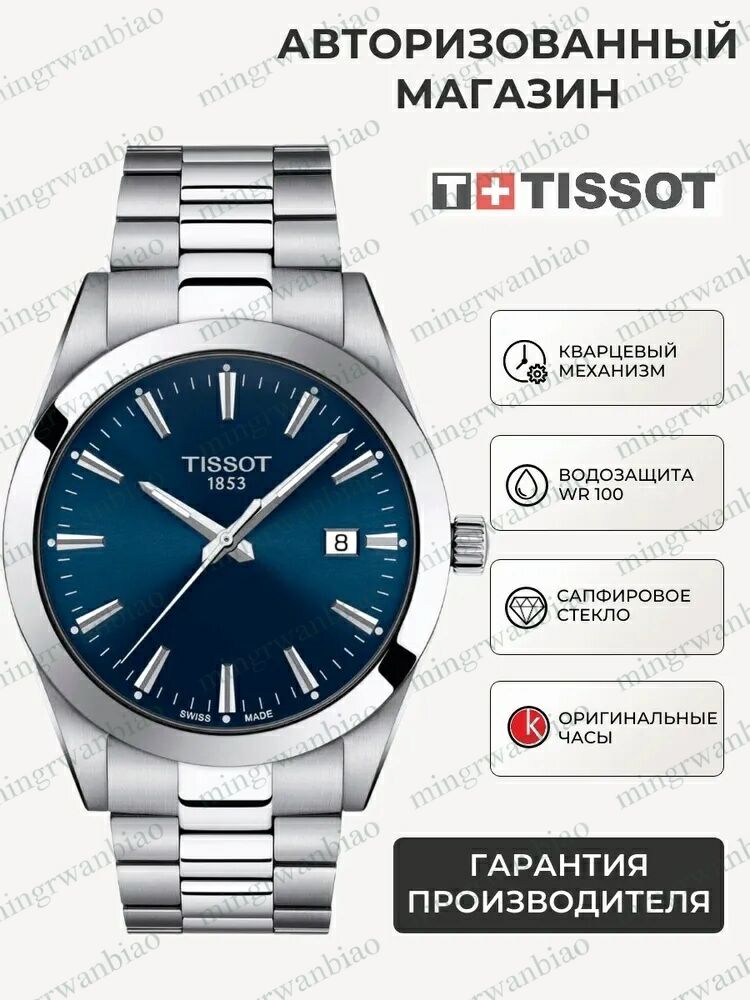 АВТОРИЗОВАННЫЙ
МАГАЗИН
T+TISSOT
КВАРЦЕВЫЙ
МЕХАНИЗМ
ВОДОЗАЩИТА
WR 100
САПФИРОВОЕ
СТЕКЛО
k
ОРИГИНАЛЬНЫЕ
ЧАСЫ
ГАРАНТИЯ
ПРОИЗВОДИТЕЛЯ
TISSOT
1853
8
SWISS MADE
mingrwanbiao